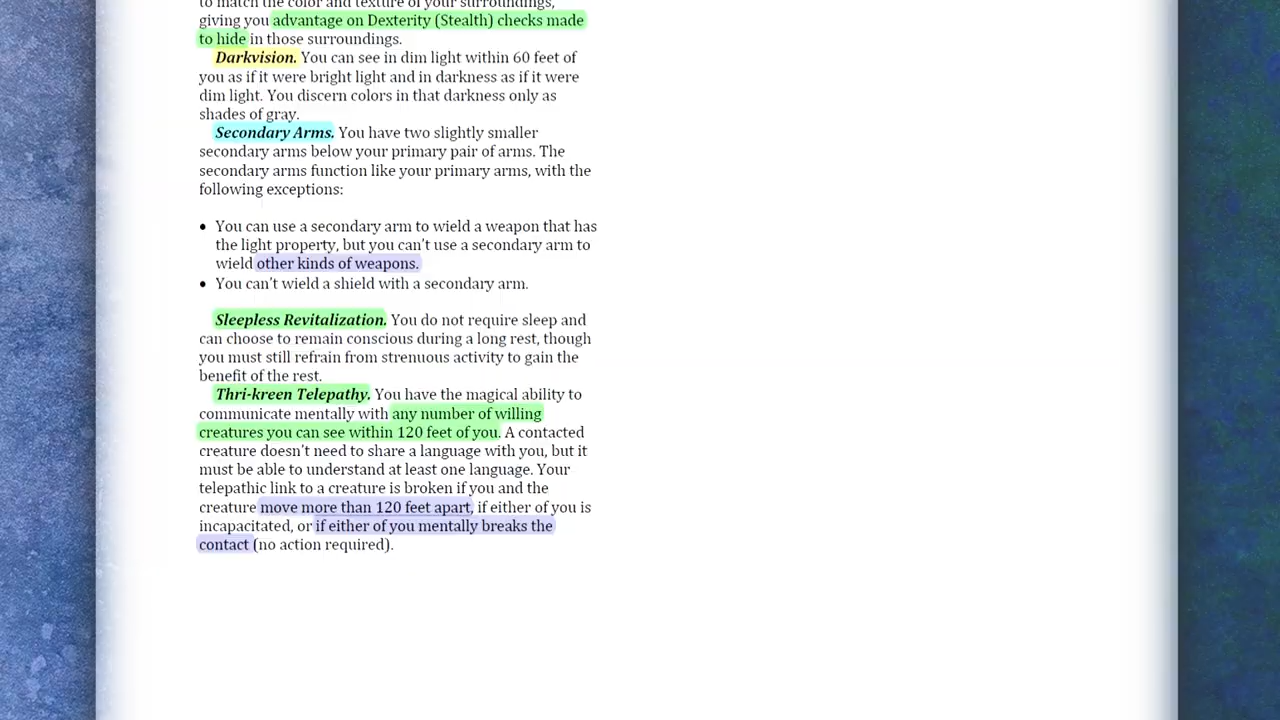 to match the color and texture of your surroundings,
giving you advantage on Dexterity (Stealth) checks made
to hide in those surroundings.
Darkvision. You can see in dim light within 60 feet of
you as if it were bright light and in darkness as if it were
dim light. You discern colors in that darkness only as
shades of gray.
Secondary Arms. You have two slightly smaller
secondary arms below your primary pair of arms. The
secondary arms function like your primary arms, with the
following exceptions:
• You can use a secondary arm to wield a weapon that has
the light property, but you can’t use a secondary arm to
wield other kinds of weapons.
• You can’t wield a shield with a secondary arm.
Sleepless Revitalization. You do not require sleep and
can choose to remain conscious during a long rest, though
you must still refrain from strenuous activity to gain the
benefit of the rest.
Thri-kreen Telepathy. You have the magical ability to
communicate mentally with any number of willing
creatures you can see within 120 feet of you. A contacted
creature doesn’t need to share a language with you, but it
must be able to understand at least one language. Your
telepathic link to a creature is broken if you and the
creature move more than 120 feet apart, if either of you is
incapacitated, or if either of you mentally breaks the
contact (no action required).